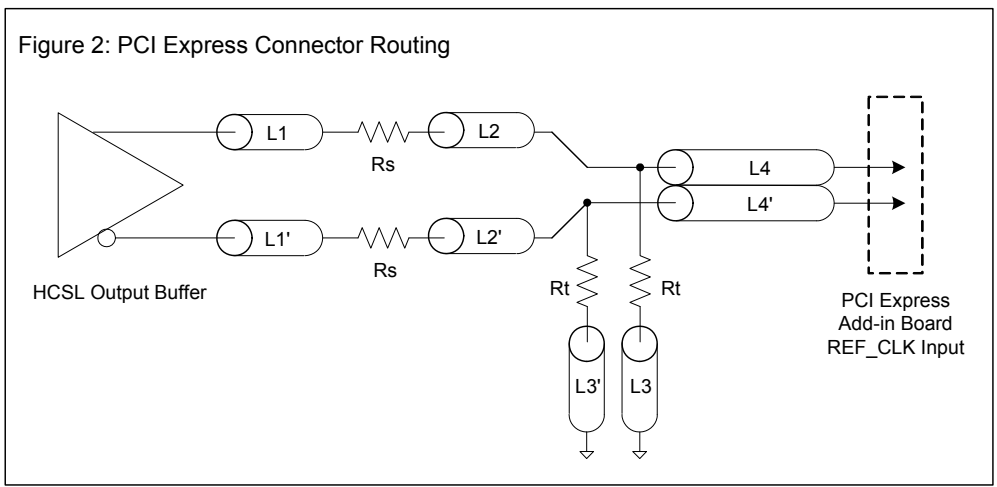 Figure 2: PCI Express Connector Routing
L1
Rs
L2
L4
L4'
L1'
Rs
L2'
HCSL Output Buffer
Rt
Rt
L3'
L3
PCI Express
Add-in Board
REF_CLK Input